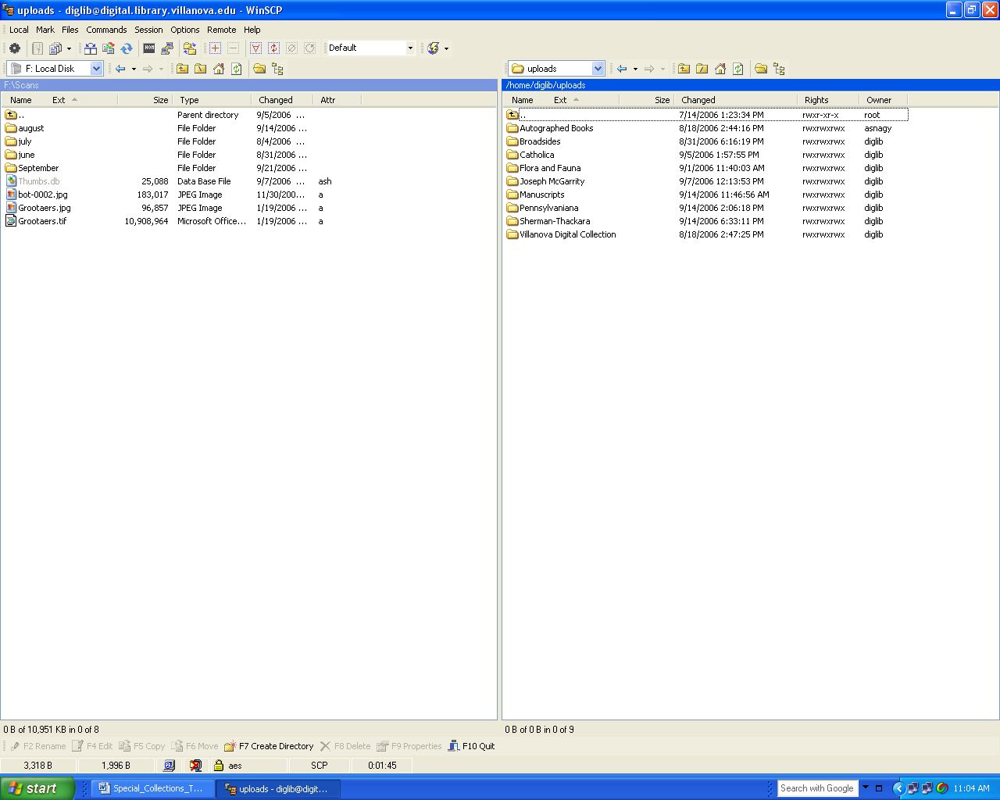 uploads - diglib@digital.library.villanova.edu - WinSCP
Local Mark Files Commands Session Options Remote Help
Default
F: Local Disk
uploads
F:\Scans
/home/diglib/uploads
Name Ext Size Type Changed Attr
Name Ext Size Changed Rights Owner
.. Parent directory 9/5/2006 ...
august File Folder 9/14/2006 ...
july File Folder 8/4/2006 ...
june File Folder 8/31/2006 ...
September File Folder 9/21/2006 ...
Thumbs.db 25,088 Data Base File 9/7/2006 ... ash
bot-0002.jpg 183,017 JPEG Image 11/30/200... a
Grootaers.jpg 96,857 JPEG Image 1/19/2006 ... a
Grootaers.tif 10,908,964 Microsoft Office... 1/19/2006 ... a
.. 7/14/2006 1:23:34 PM rwxr-xr-x root
Autographed Books 8/18/2006 2:44:16 PM rwxrwxrwx asnagy
Broadsides 8/31/2006 6:16:19 PM rwxrwxrwx diglib
Catholica 9/5/2006 1:57:55 PM rwxrwxrwx diglib
Flora and Fauna 9/1/2006 11:40:03 AM rwxrwxrwx diglib
Joseph McGarrity 9/7/2006 12:13:53 PM rwxrwxrwx diglib
Manuscripts 9/14/2006 11:46:56 AM rwxrwxrwx diglib
Pennsylvaniana 9/14/2006 2:06:18 PM rwxrwxrwx diglib
Sherman-Thackara 9/14/2006 6:33:11 PM rwxrwxrwx diglib
Villanova Digital Collection 8/18/2006 2:47:25 PM rwxrwxrwx diglib
0 B of 10,951 KB in 0 of 8
0 B of 0 B in 0 of 9
F2 Rename F4 Edit F5 Copy F6 Move F7 Create Directory F8 Delete F9 Properties F10 Quit
3,318 B 1,996 B aes SCP 0:01:45
start Special_Collections_T... uploads - diglib@digit... Search with Google 11:04 AM